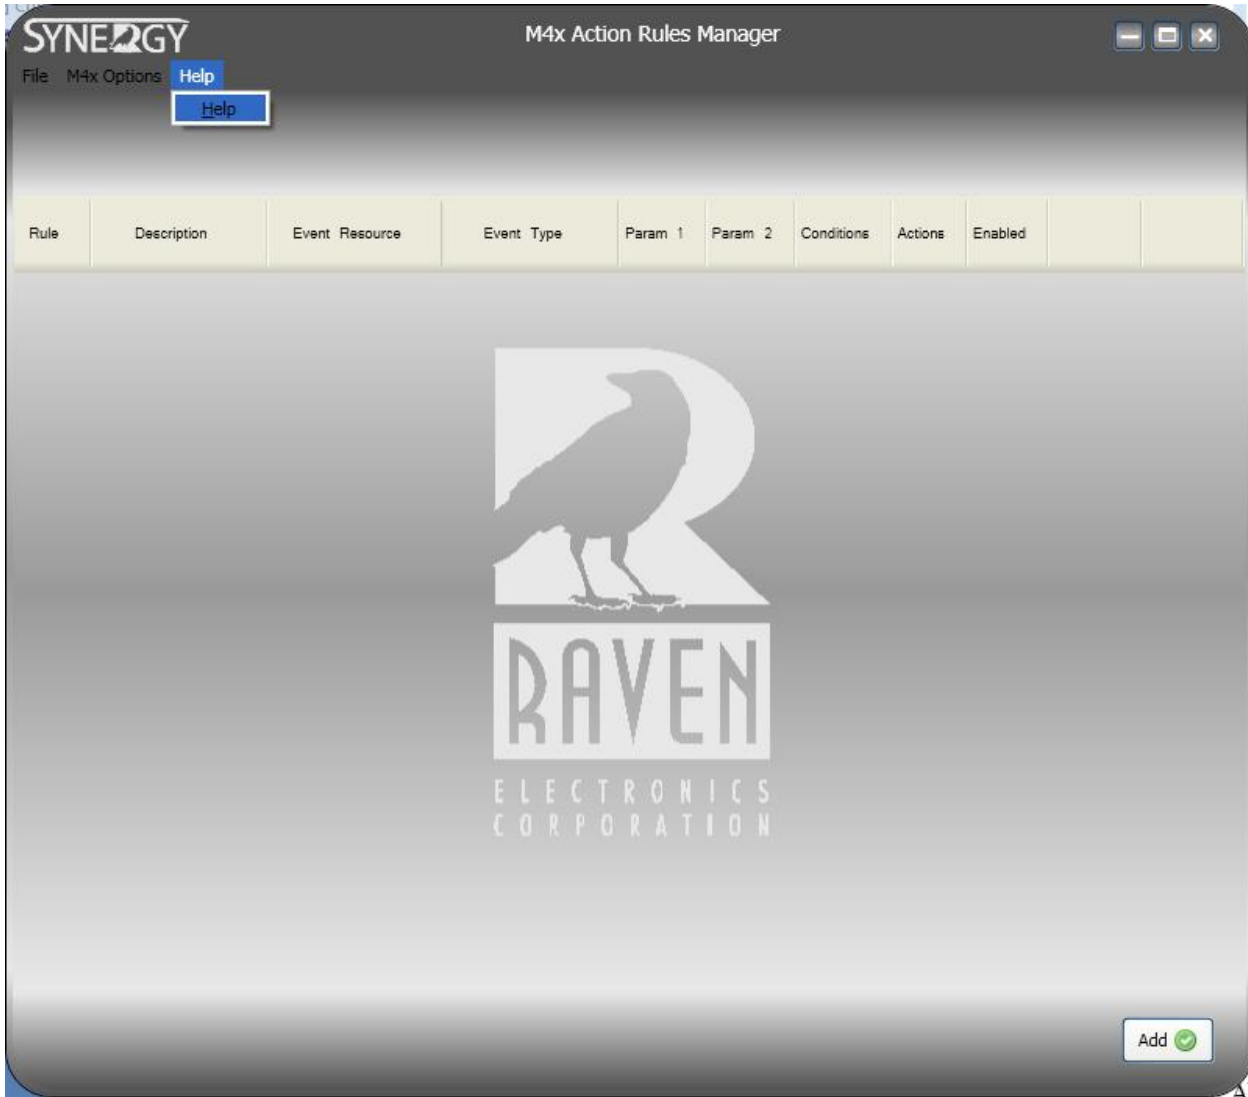 SYNERGY
M4x Action Rules Manager
File M4x Options Help
Help
Rule Description Event Resource Event Type Param 1 Param 2 Conditions Actions Enabled
RAVEN
ELECTRONICS
CORPORATION
Add